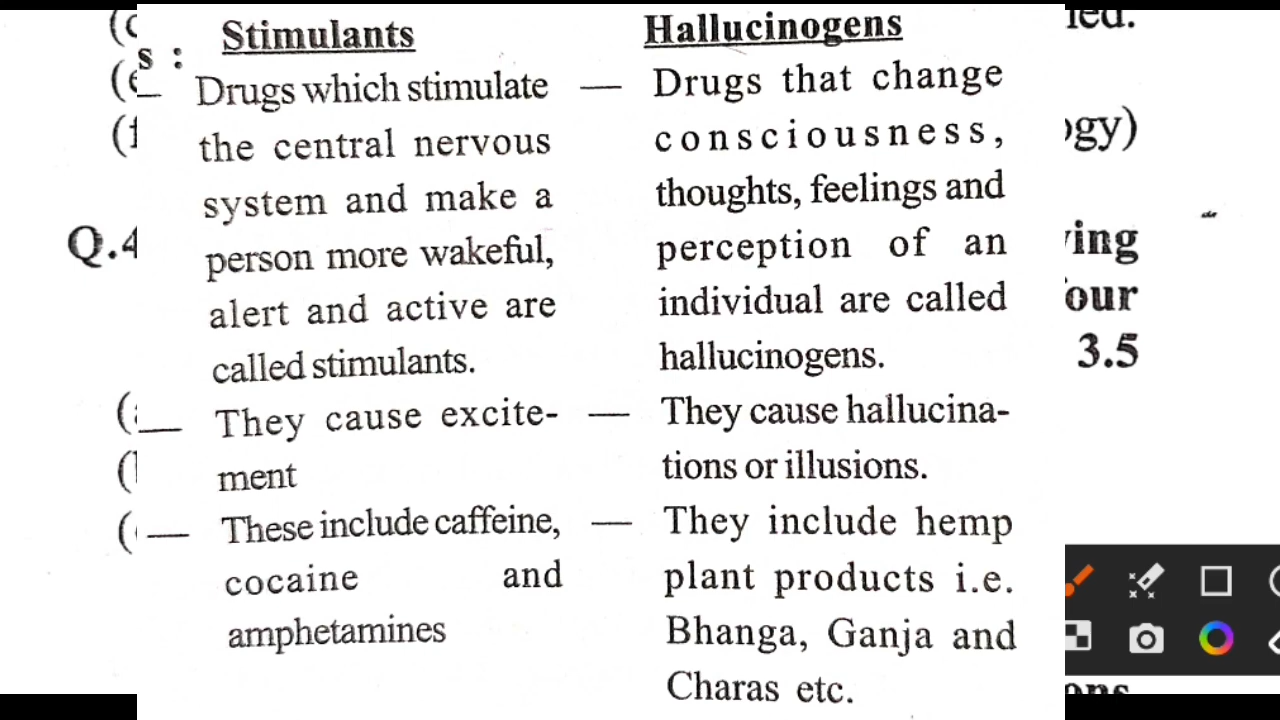 s :
Stimulants
Drugs which stimulate
the central nervous
system and make a
person more wakeful,
alert and active are
called stimulants.
— They cause excite-
ment
— These include caffeine,
cocaine and
amphetamines
Hallucinogens
— Drugs that change
consciousness,
thoughts, feelings and
perception of an
individual are called
hallucinogens.
— They cause hallucina-
tions or illusions.
— They include hemp
plant products i.e.
Bhanga, Ganja and
Charas etc.
Q.4
ogy)
ving
our
3.5